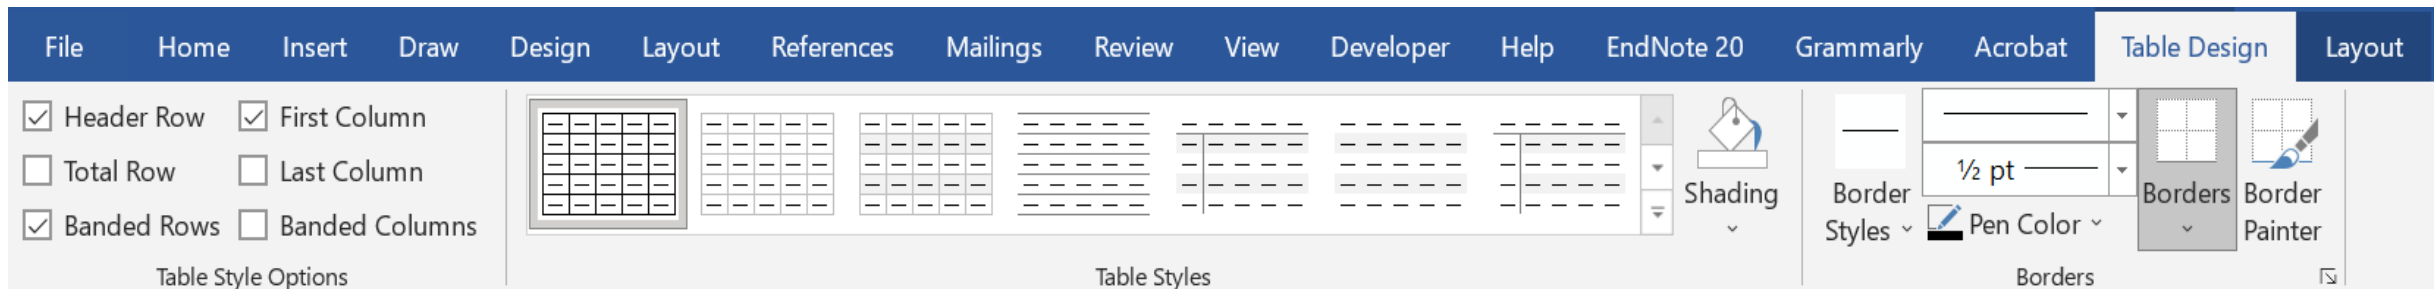 File Home Insert Draw Design Layout References Mailings Review View Developer Help EndNote 20 Grammarly Acrobat Table Design Layout
Header Row First Column
Total Row Last Column
Banded Rows Banded Columns
Table Style Options
Shading
Table Styles
Border
Styles
½ pt
Pen Color
Borders
Border
Painter
Borders